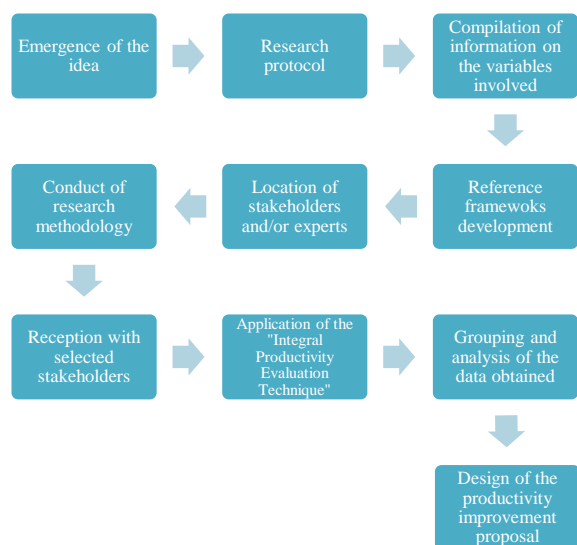 Emergence of the
idea
Research
protocol
Compilation of
information on
the variables
involved
Reference
framewoks
development
Location of
stakeholders
and/or experts
Conduct of
research
methodology
Reception with
selected
stakeholders
Application of the
"Integral
Productivity
Evaluation
Technique"
Grouping and
analysis of the
data obtained
Design of the
productivity
improvement
proposal